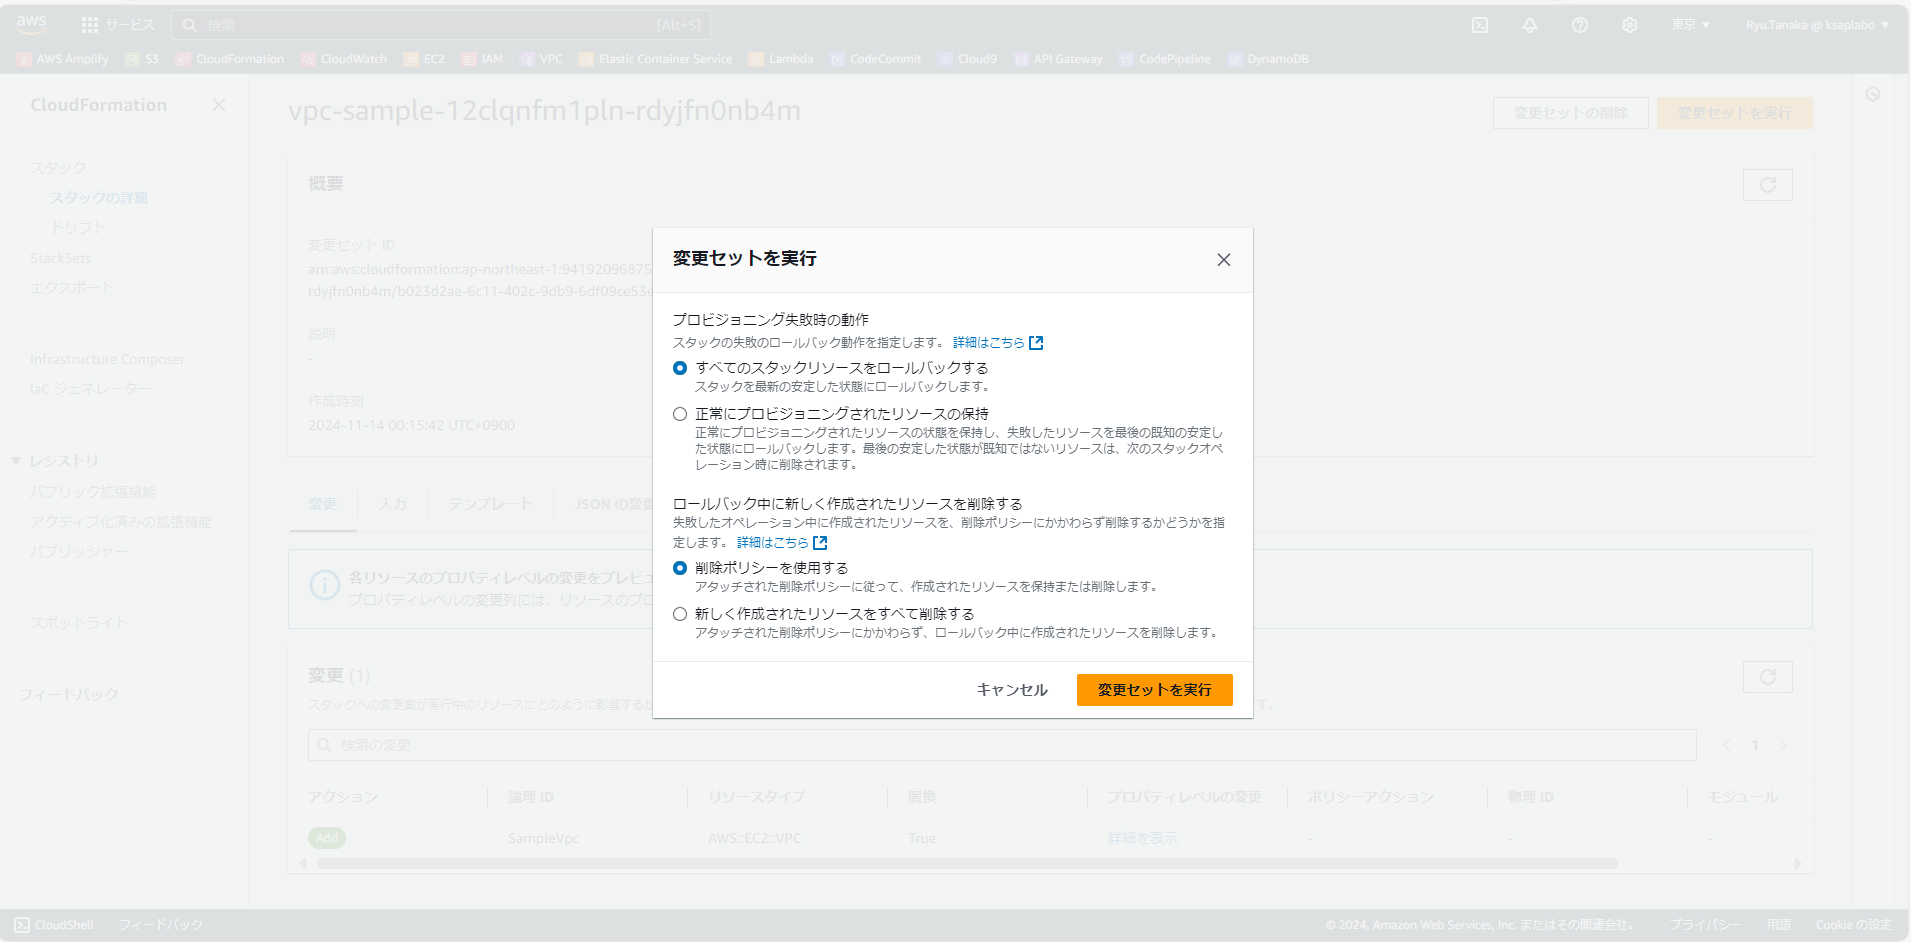 aws
サービス
検索
[Alt+S]
東京
Ryu.Tanaka @ ksaplabo
AWS Amplify
S3
CloudFormation
CloudWatch
EC2
IAM
VPC
Elastic Container Service
Lambda
CodeCommit
Cloud9
API Gateway
CodePipeline
DynamoDB
CloudFormation
スタック
スタックの詳細
ドリフト
StackSets
エクスポート
Infrastructure Composer
IaC ジェネレーター
レジストリ
パブリック拡張機能
アクティブ化済みの拡張機能
パブリッシャー
スポットライト
フィードバック
vpc-sample-12clqnfm1pln-rdyjfn0nb4m
変更セットの削除
変更セットを実行
概要
変更セット ID
arn:aws:cloudformation:ap-northeast-1:94192096875
rdyjfn0nb4m/b023d2ae-6c11-402c-9db9-6df09ce53e
説明
-
作成時刻
2024-11-14 00:15:42 UTC+0900
変更
入力
テンプレート
JSON の変更
各リソースのプロパティレベルの変更をプレビュ
プロパティレベルの変更列には、リソースのプロ
変更セットを実行
プロビジョニング失敗時の動作
スタックの失敗のロールバック動作を指定します。 詳細はこちら
すべてのスタックリソースをロールバックする
スタックを最新の安定した状態にロールバックします。
正常にプロビジョニングされたリソースの保持
正常にプロビジョニングされたリソースの状態を保持し、失敗したリソースを最後の既知の安定し
た状態にロールバックします。最後の安定した状態が既知ではないリソースは、次のスタックオペ
レーション時に削除されます。
ロールバック中に新しく作成されたリソースを削除する
失敗したオペレーション中に作成されたリソースを、削除ポリシーにかかわらず削除するかどうかを指
定します。 詳細はこちら
削除ポリシーを使用する
アタッチされた削除ポリシーに従って、作成されたリソースを保持または削除します。
新しく作成されたリソースをすべて削除する
アタッチされた削除ポリシーにかかわらず、ロールバック中に作成されたリソースを削除します。
キャンセル
変更セットを実行
変更 (1)
スタックへの変更案が実行中のリソースにどのように影響するか
す。
検索の変更
1
アクション
論理 ID
リソースタイプ
置換
プロパティレベルの変更
ポリシーアクション
物理 ID
モジュール
Add
SampleVpc
AWS::EC2::VPC
True
詳細を表示
-
-
-
CloudShell
フィードバック
© 2024, Amazon Web Services, Inc. またはその関連会社。
プライバシー
用語
Cookie の設定